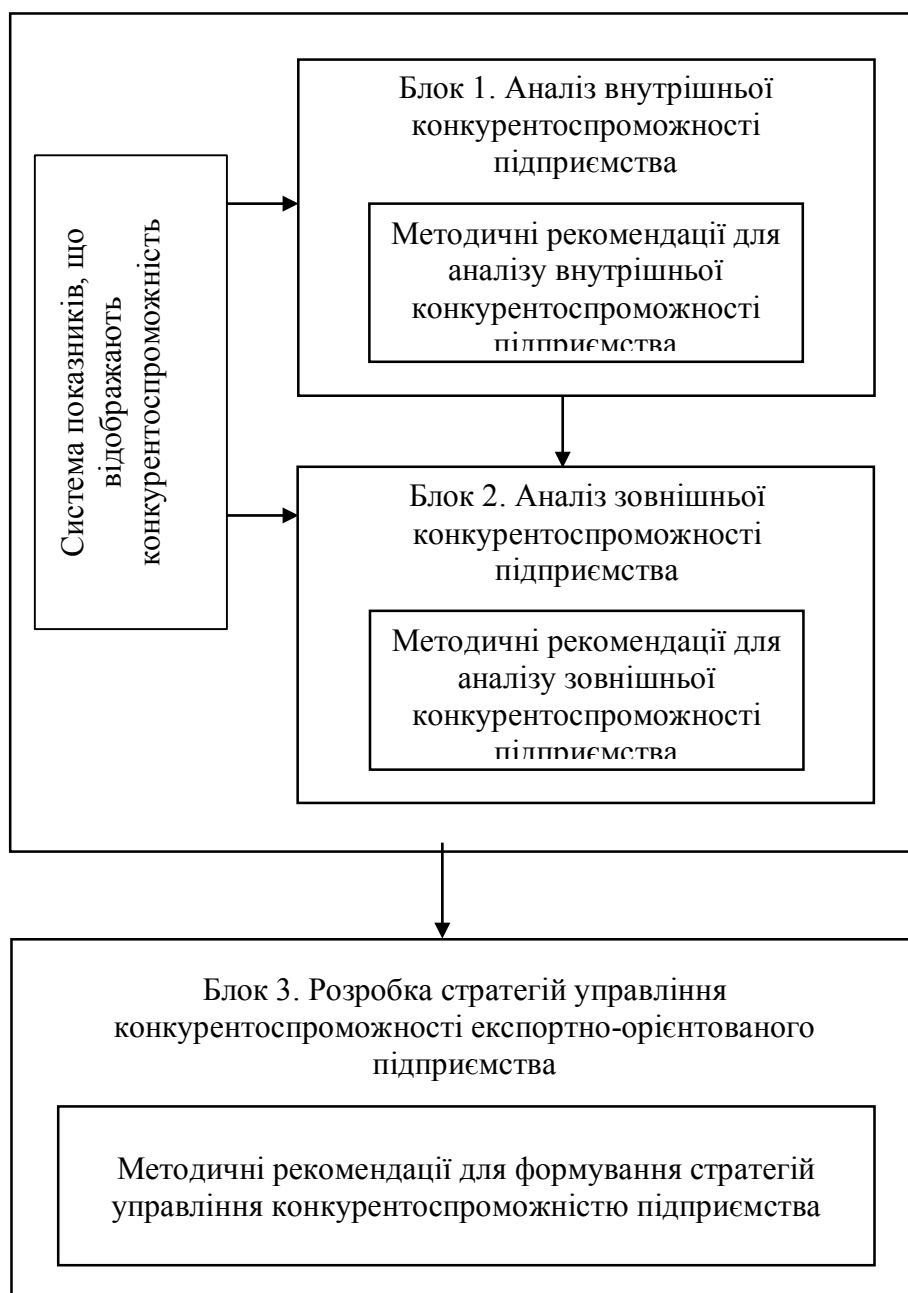 Блок 1. Аналіз внутрішньої
конкурентоспроможності
підприємства
Система показників, що
відображають
конкурентоспроможність
Методичні рекомендації для
аналізу внутрішньої
конкурентоспроможності
підприємства
Блок 2. Аналіз зовнішньої
конкурентоспроможності
підприємства
Методичні рекомендації для
аналізу зовнішньої
конкурентоспроможності
підприємства
Блок 3. Розробка стратегій управління
конкурентоспроможності експортно-орієнтованого
підприємства
Методичні рекомендації для формування стратегій
управління конкурентоспроможністю підприємства